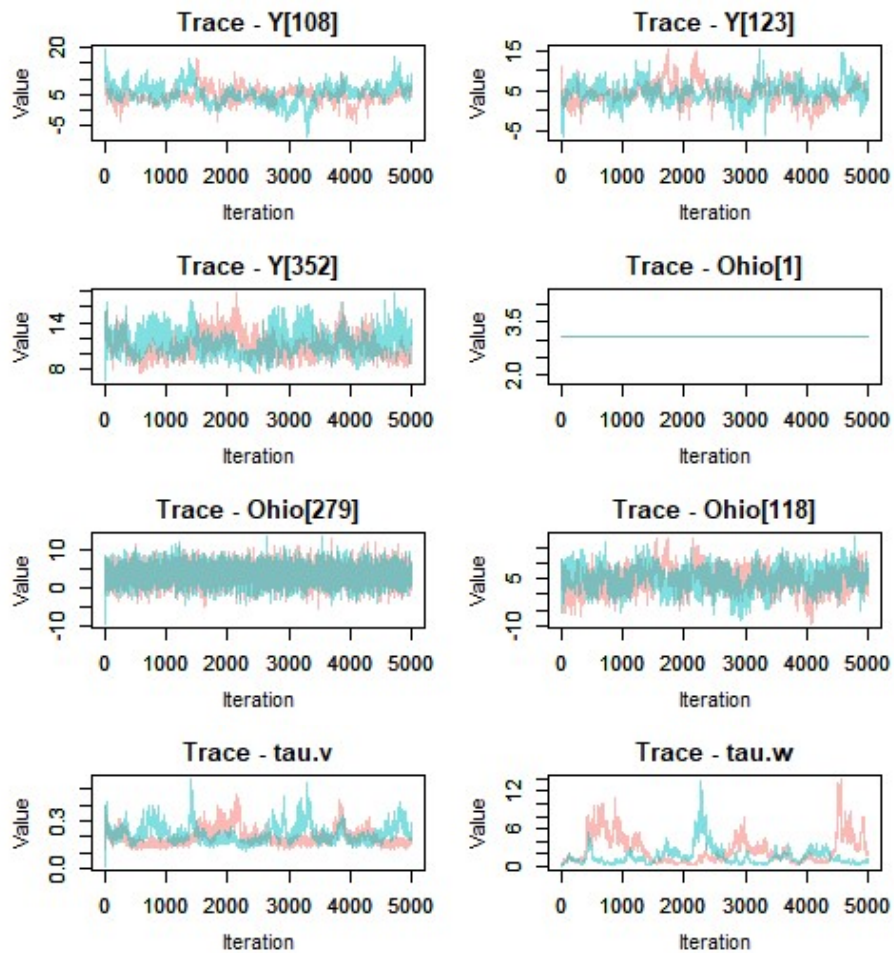 Trace - Y[108]
Value
20
5
-5
0 1000 2000 3000 4000 5000
Iteration
Trace - Y[123]
Value
15
5
-5
0 1000 2000 3000 4000 5000
Iteration
Trace - Y[352]
Value
14
8
0 1000 2000 3000 4000 5000
Iteration
Trace - Ohio[1]
Value
3.5
2.0
0 1000 2000 3000 4000 5000
Iteration
Trace - Ohio[279]
Value
10
0
-10
0 1000 2000 3000 4000 5000
Iteration
Trace - Ohio[118]
Value
5
-10
0 1000 2000 3000 4000 5000
Iteration
Trace - tau.v
Value
0.3
0.0
0 1000 2000 3000 4000 5000
Iteration
Trace - tau.w
Value
12
6
0
0 1000 2000 3000 4000 5000
Iteration